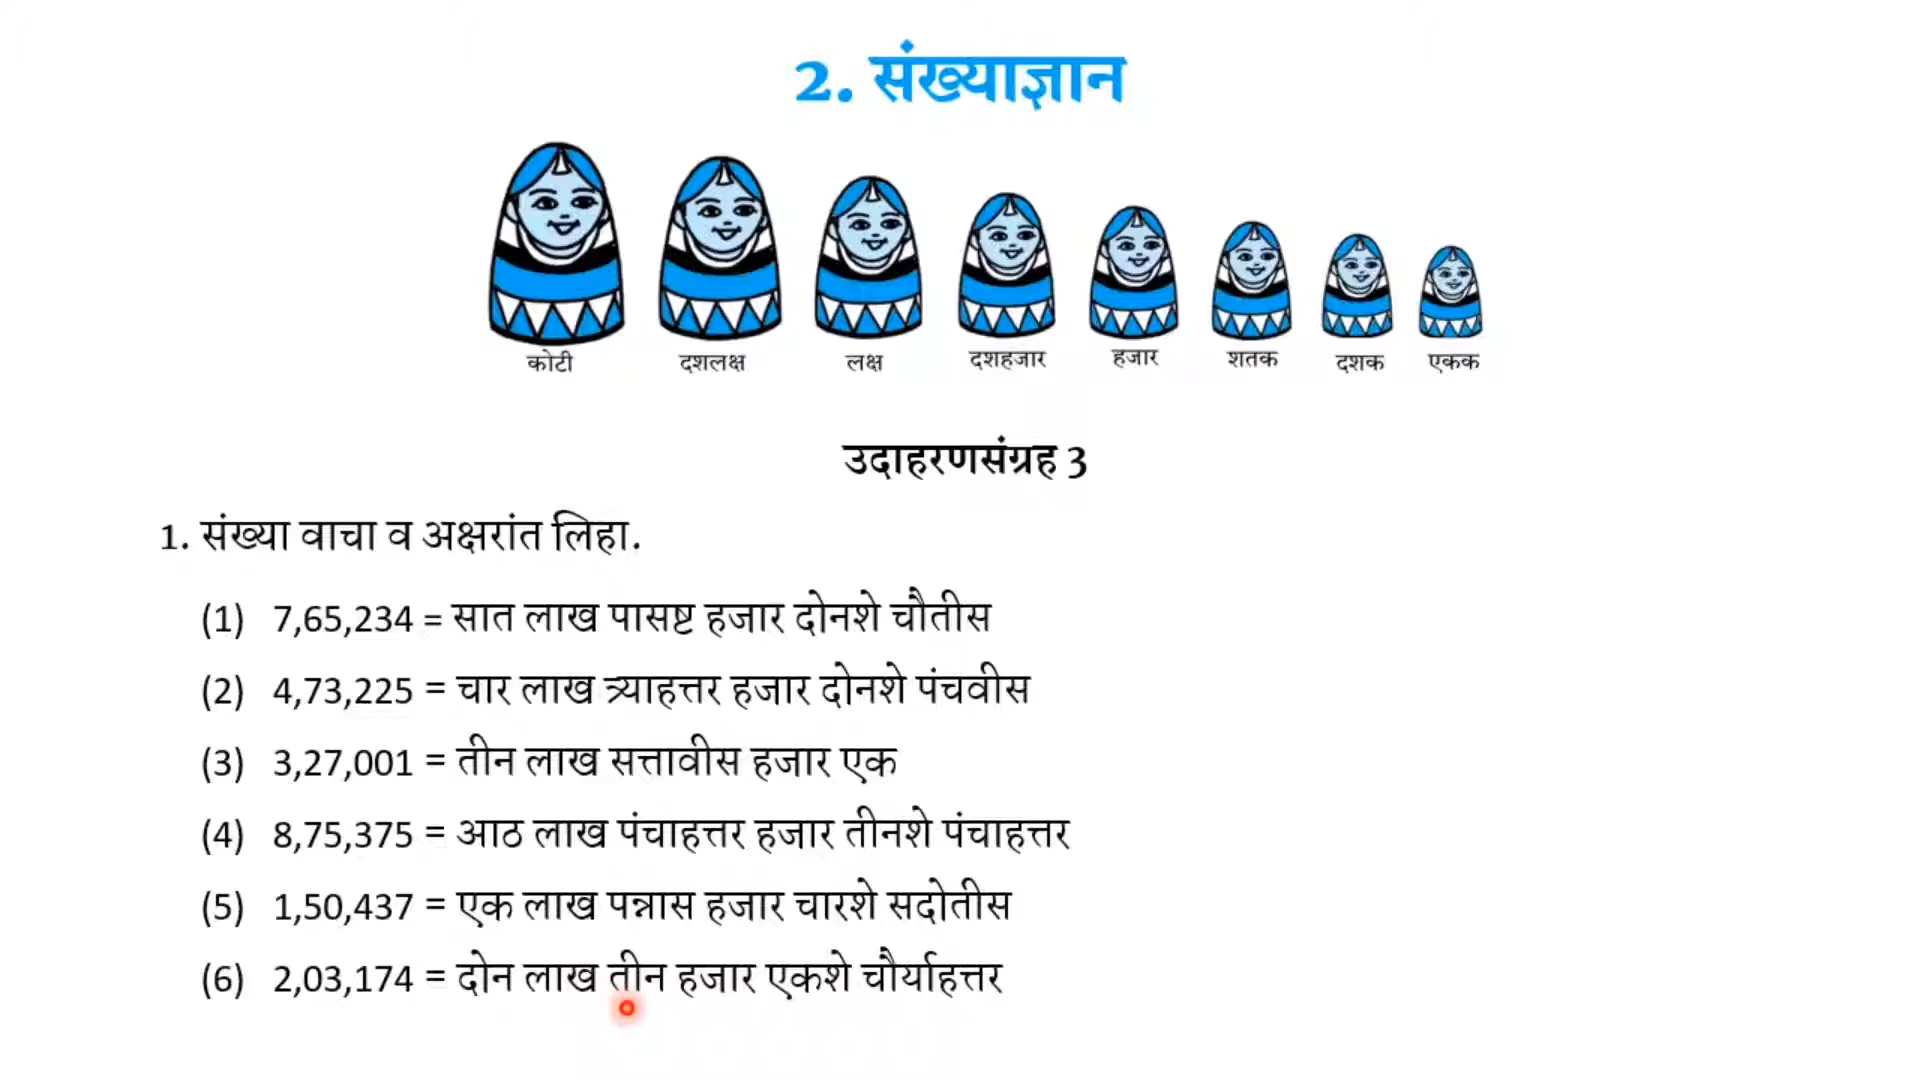 2. संख्याज्ञान
कोटी दशलक्ष लक्ष दशहजार हजार शतक दशक एकक
उदाहरणसंग्रह 3
1. संख्या वाचा व अक्षरांत लिहा.
(1) 7,65,234 = सात लाख पासष्ट हजार दोनशे चौतीस
(2) 4,73,225 = चार लाख त्र्याहत्तर हजार दोनशे पंचवीस
(3) 3,27,001 = तीन लाख सत्तावीस हजार एक
(4) 8,75,375 = आठ लाख पंचाहत्तर हजार तीनशे पंचाहत्तर
(5) 1,50,437 = एक लाख पन्नास हजार चारशे सदोतीस
(6) 2,03,174 = दोन लाख तीन हजार एकशे चौर्याहत्तर